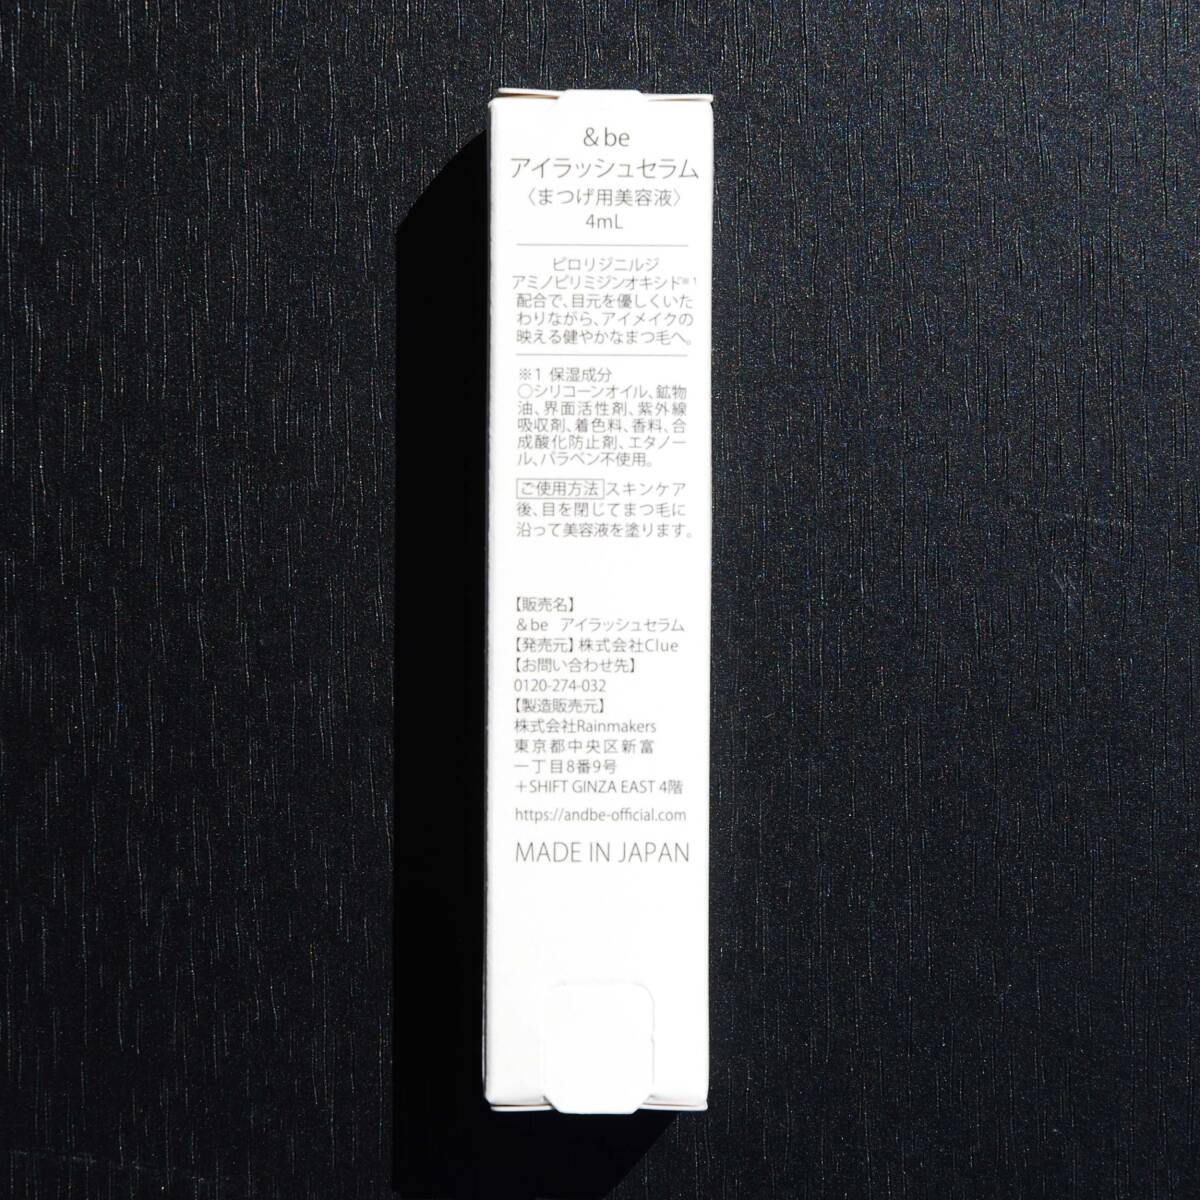 &be
アイラッシュセラム
〈まつげ用美容液〉
4mL
ピロリジニルジ
アミノピリミジンオキシド※1
配合で、目元を優しくいた
わりながら、アイメイクの
映える健やかなまつ毛へ。
※1 保湿成分
○シリコーンオイル、鉱物
油、界面活性剤、紫外線
吸収剤、着色料、香料、合
成酸化防止剤、エタノー
ル、パラベン不使用。
ご使用方法 スキンケア
後、目を閉じてまつ毛に
沿って美容液を塗ります。
【販売名】
&be アイラッシュセラム
【発売元】株式会社Clue
【お問い合わせ先】
0120-274-032
【製造販売元】
株式会社Rainmakers
東京都中央区新富
一丁目8番9号
+SHIFT GINZA EAST 4階
https://andbe-official.com
MADE IN JAPAN